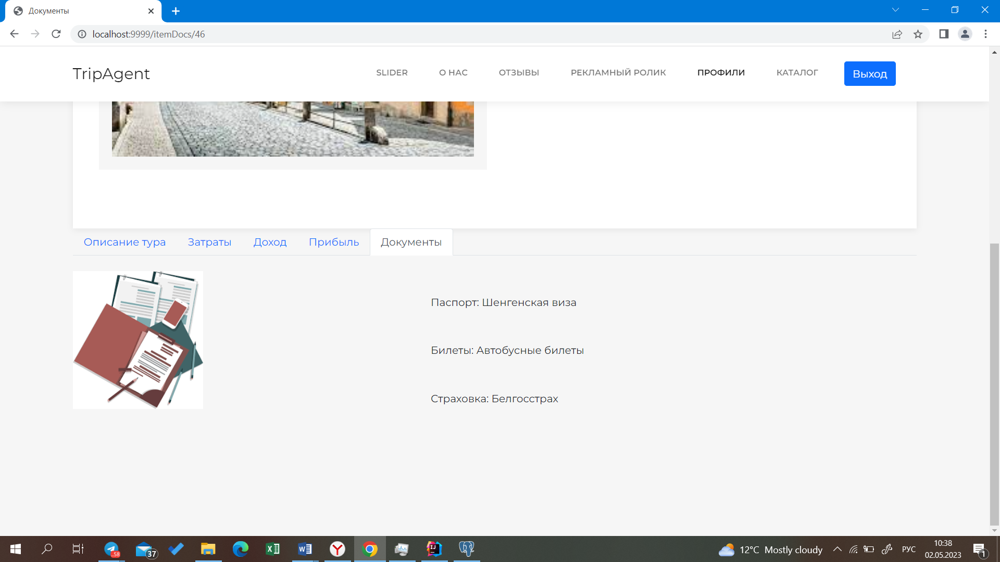 Документы
localhost:9999/itemDocs/46
TripAgent
SLIDER
О НАС
ОТЗЫВЫ
РЕКЛАМНЫЙ РОЛИК
ПРОФИЛИ
КАТАЛОГ
Выход
Описание тура
Затраты
Доход
Прибыль
Документы
Паспорт: Шенгенская виза
Билеты: Автобусные билеты
Страховка: Белгосстрах
..58
37
12°C Mostly cloudy
РУС
10:38
02.05.2023
1